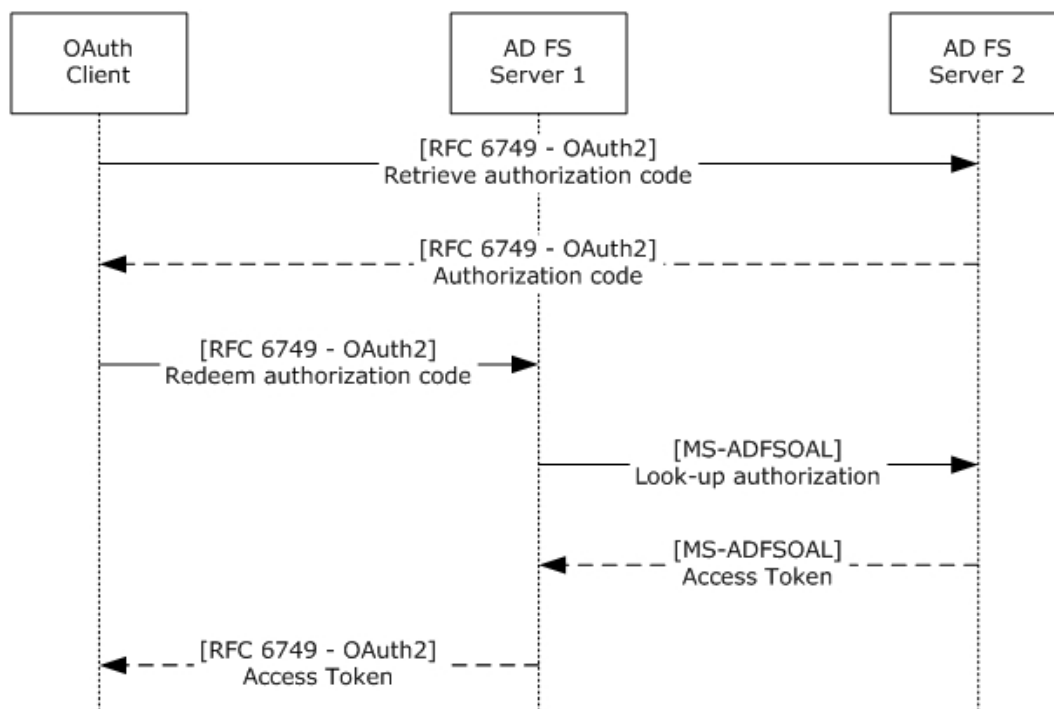 OAuth
Client
AD FS
Server 1
AD FS
Server 2
[RFC 6749 - OAuth2]
Retrieve authorization code
[RFC 6749 - OAuth2]
Authorization code
[RFC 6749 - OAuth2]
Redeem authorization code
[MS-ADFSOAL]
Look-up authorization
[MS-ADFSOAL]
Access Token
[RFC 6749 - OAuth2]
Access Token